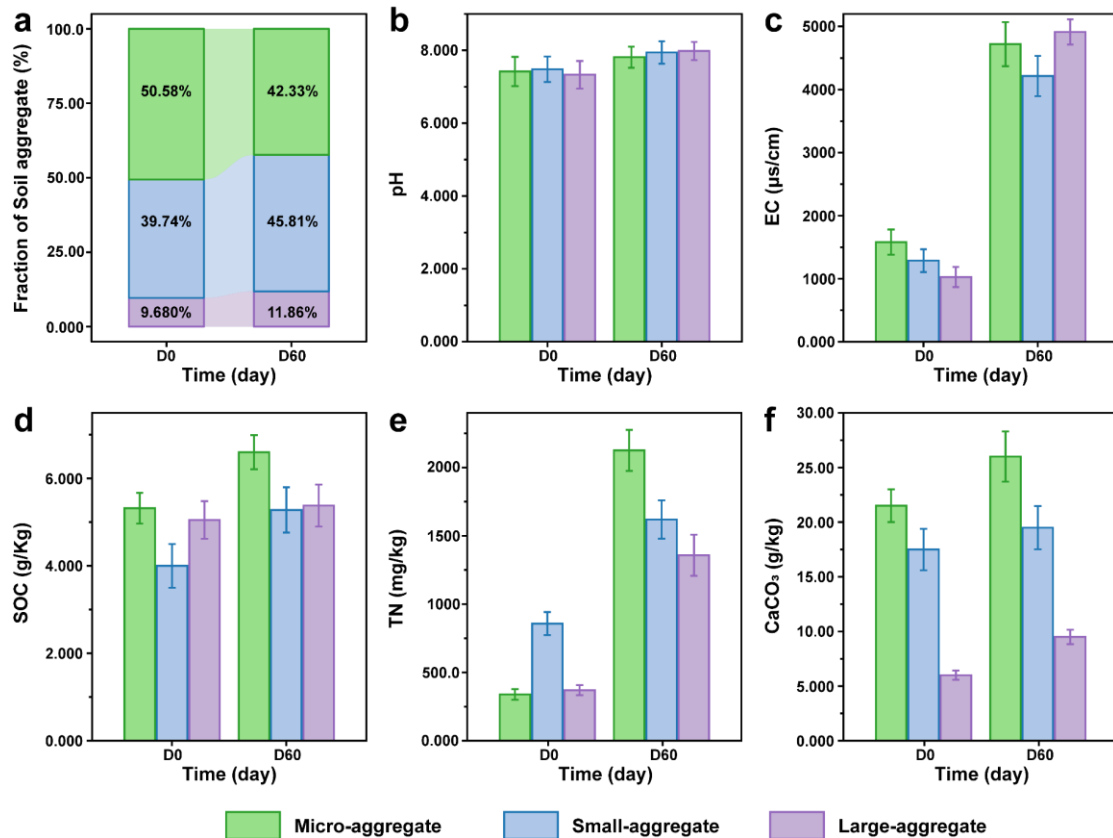 a
Fraction of Soil aggregate (%)
100.0
75.00
50.00
25.00
0.000
50.58%
42.33%
39.74%
45.81%
9.680%
11.86%
D0
D60
Time (day)
b
pH
8.000
6.000
4.000
2.000
0.000
D0
D60
Time (day)
c
EC (μs/cm)
5000
4000
3000
2000
1000
0.000
D0
D60
Time (day)
d
SOC (g/Kg)
6.000
4.000
2.000
0.000
D0
D60
Time (day)
e
TN (mg/kg)
2000
1500
1000
500.0
0.000
D0
D60
Time (day)
f
CaCO₃ (g/kg)
30.00
25.00
20.00
15.00
10.00
5.000
0.000
D0
D60
Time (day)
Micro-aggregate
Small-aggregate
Large-aggregate